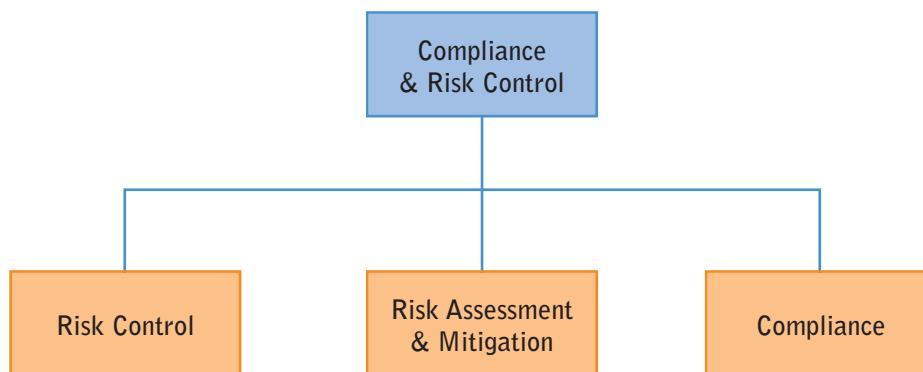 Compliance
& Risk Control
Risk Control
Risk Assessment
& Mitigation
Compliance